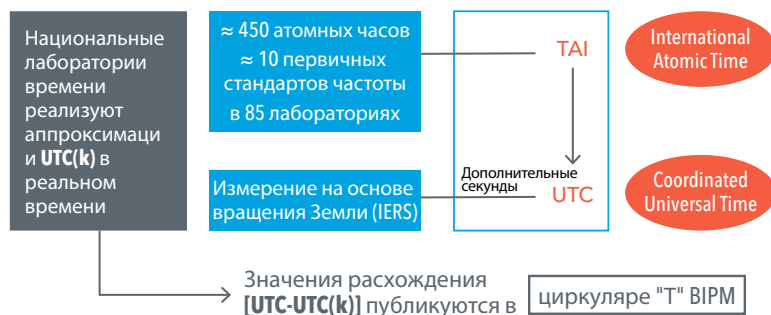 Национальные
лаборатории
времени
реализуют
аппроксимаци
и UTC(k) в
реальном
времени
≈ 450 атомных часов
≈ 10 первичных
стандартов частоты
в 85 лабораториях
TAI
International
Atomic Time
Измерение на основе
вращения Земли (IERS)
Дополнительные
секунды
UTC
Coordinated
Universal Time
Значения расхождения
[UTC-UTC(k)] публикуются в
циркуляре "T" BIPM